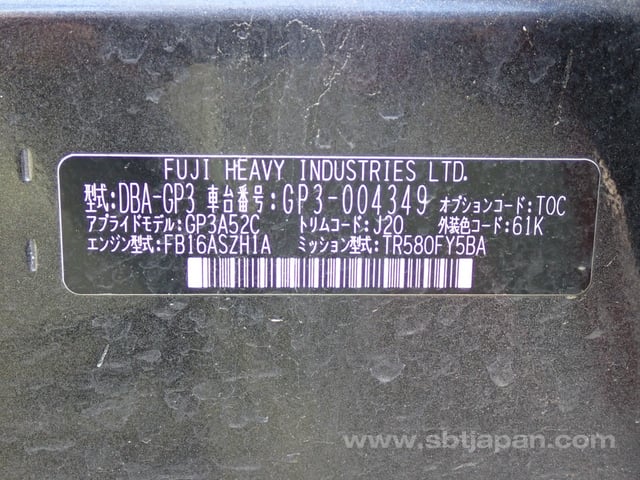 FUJI HEAVY INDUSTRIES LTD.
型式:DBA-GP3 車台番号:GP3-004349 オプションコード:TOC
アプライドモデル:GP3A52C トリムコード:J20 外装色コード:61K
エンジン型式:FB16ASZH1A ミッション型式:TR580FY5BA
www.sbtjapan.com